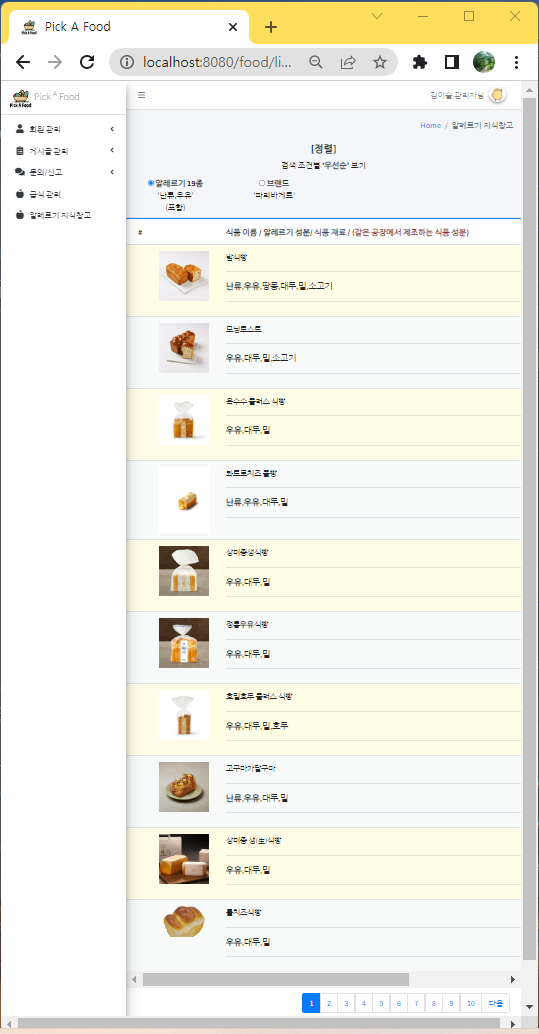 Pick A Food
localhost:8080/food/li...
Pick A Food
김이슬 관리자님
회원 관리
게시글 관리
문의/신고
급식 관리
알레르기 지식창고
Home / 알레르기 지식창고
[정렬]
검색 조건별 '우선순' 보기
알레르기 19종
'난류,우유'
(포함)
브랜드
'파리바게트'
# 식품 이름 / 알레르기 성분/ 식품 재료 / (같은 공장에서 제조하는 식품 성분)
밤식빵
난류,우유,땅콩,대두,밀,소고기
모닝토스트
우유,대두,밀,소고기
옥수수 플러스 식빵
우유,대두,밀
콰트로치즈 톨빵
난류,우유,대두,밀
상미종생식빵
우유,대두,밀
정통우유식빵
우유,대두,밀
호밀호두 플러스 식빵
우유,대두,밀,호두
고구마가달구마
난류,우유,대두,밀
상미종 생(生)식빵
우유,대두,밀
롤치즈식빵
우유,대두,밀
1 2 3 4 5 6 7 8 9 10 다음